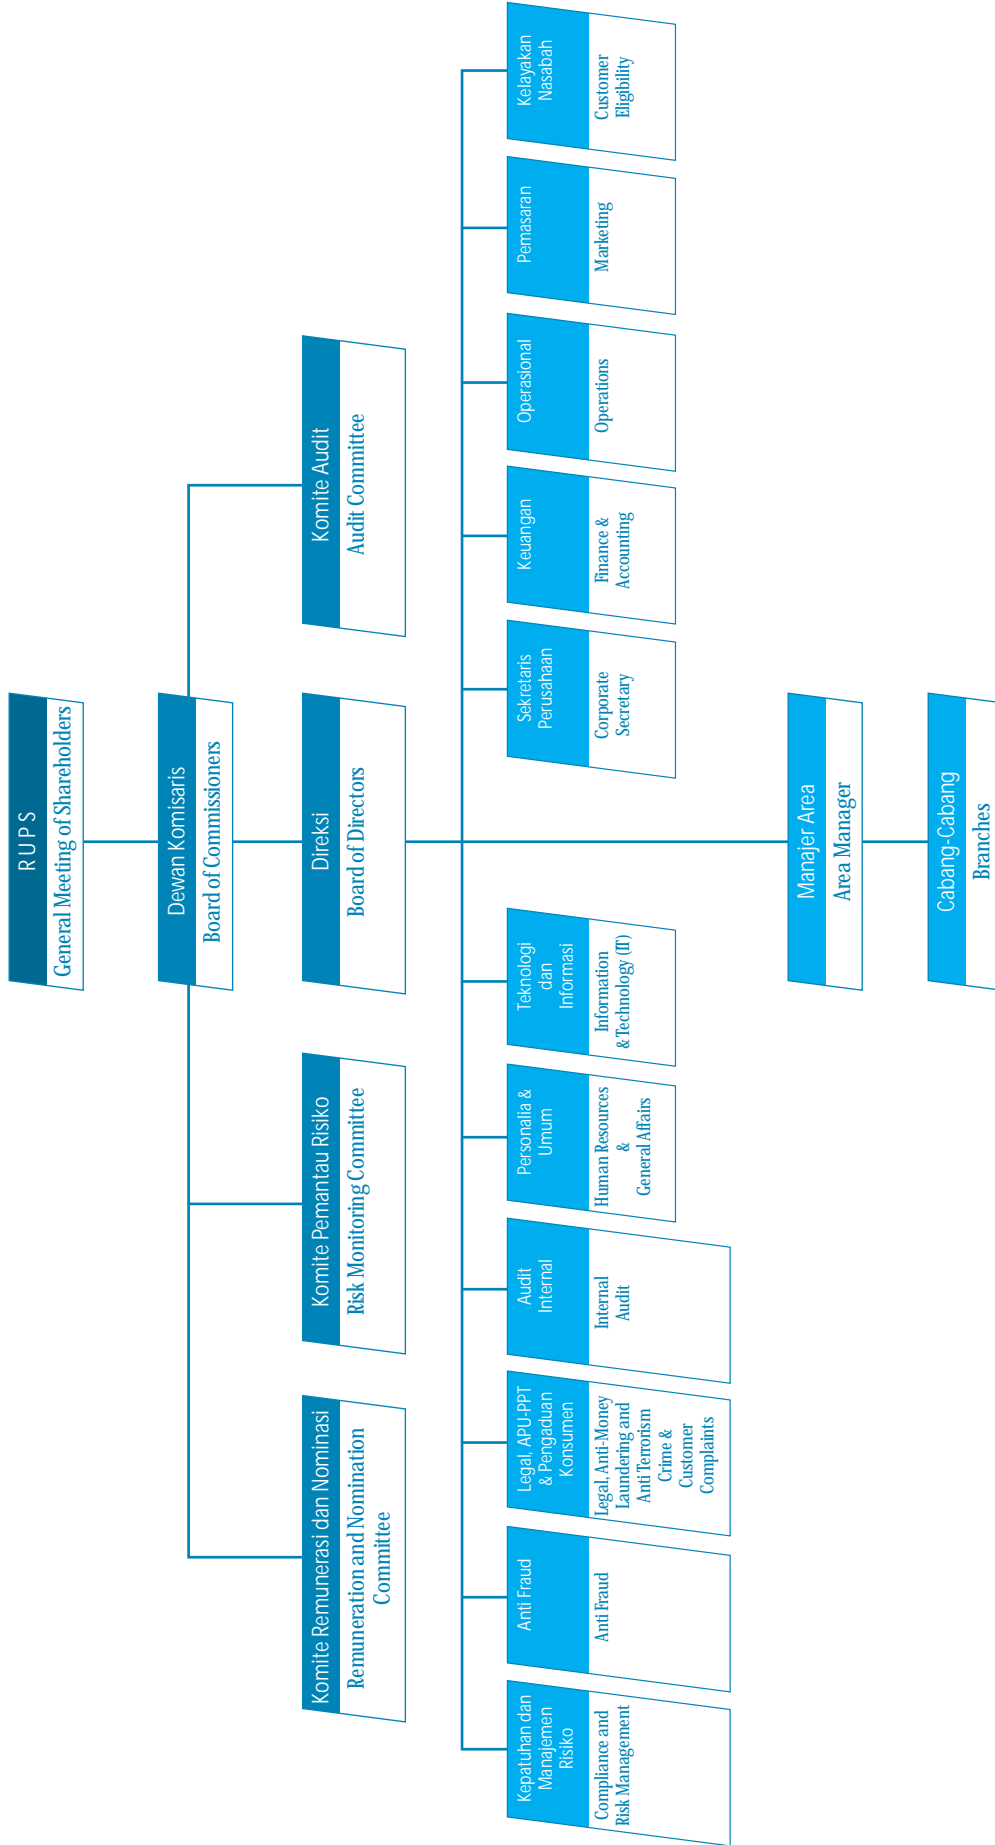 RUPS
General Meeting of Shareholders
Dewan Komisaris
Board of Commissioners
Komite Remunerasi dan Nominasi
Remuneration and Nomination
Committee
Komite Pemantau Risiko
Risk Monitoring Committee
Direksi
Board of Directors
Komite Audit
Audit Committee
Kepatuhan dan
Manajemen
Risiko
Compliance and
Risk Management
Anti Fraud
Anti Fraud
Legal, APU-PPT
& Pengaduan
Konsumen
Legal, Anti-Money
Laundering and
Anti Terrorism
Crime &
Customer
Complaints
Audit
Internal
Internal
Audit
Personalia &
Umum
Human Resources
&
General Affairs
Teknologi
dan
Informasi
Information
& Technology (IT)
Sekretaris
Perusahaan
Corporate
Secretary
Keuangan
Finance &
Accounting
Operasional
Operations
Pemasaran
Marketing
Kelayakan
Nasabah
Customer
Eligibility
Manajer Area
Area Manager
Cabang-Cabang
Branches